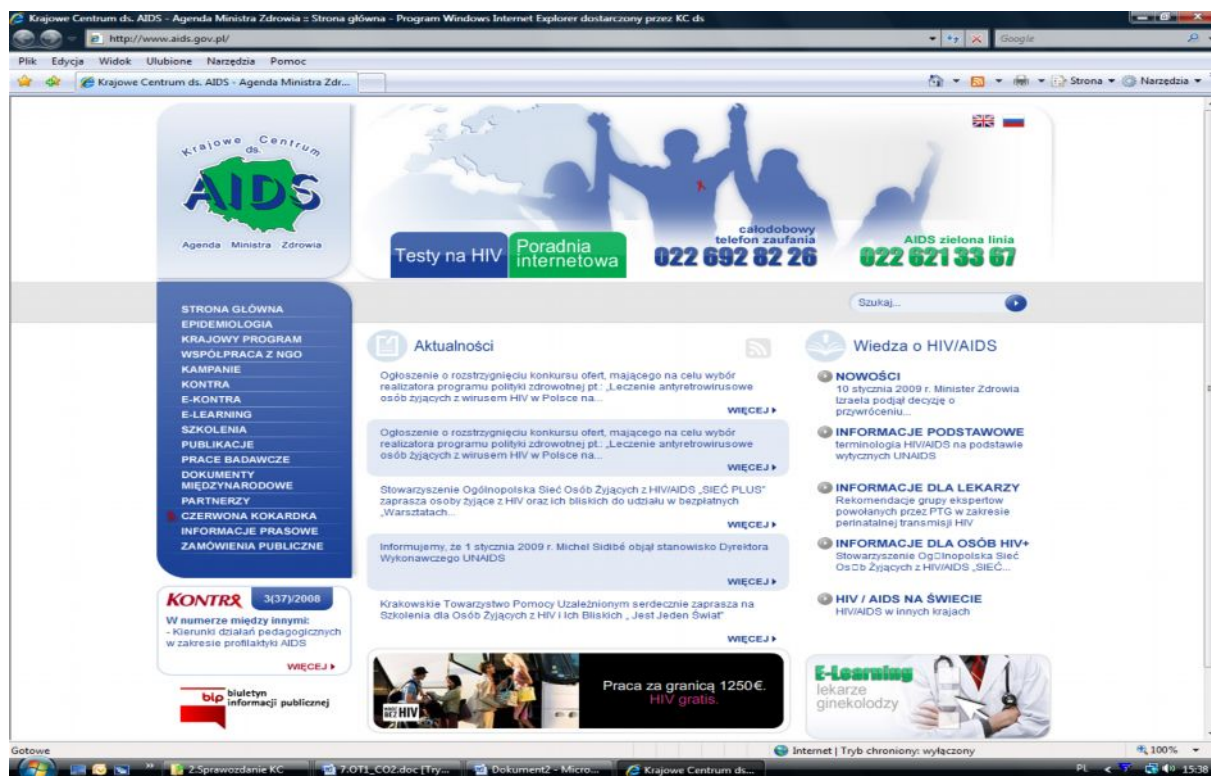 Krajowe Centrum ds. AIDS - Agenda Ministra Zdrowia :: Strona główna - Program Windows Internet Explorer dostarczony przez KC ds
http://www.aids.gov.pl/
Google
Plik Edycja Widok Ulubione Narzędzia Pomoc
Krajowe Centrum ds. AIDS - Agenda Ministra Zdr...
Strona Narzędzia
Krajowe Centrum
ds.
AIDS
Agenda Ministra Zdrowia
Testy na HIV
Poradnia
internetowa
całodobowy
telefon zaufania
022 692 82 26
AIDS zielona linia
022 621 33 67
Szukaj...
STRONA GŁÓWNA
EPIDEMIOLOGIA
KRAJOWY PROGRAM
WSPÓŁPRACA Z NGO
KAMPANIE
KONTRA
E-KONTRA
E-LEARNING
SZKOLENIA
PUBLIKACJE
PRACE BADAWCZE
DOKUMENTY
MIĘDZYNARODOWE
PARTNERZY
CZERWONA KOKARDKA
INFORMACJE PRASOWE
ZAMÓWIENIA PUBLICZNE
KONTRA 3(37)/2008
W numerze między innymi:
- Kierunki działań pedagogicznych
w zakresie profilaktyki AIDS
WIĘCEJ
bip biuletyn
informacji publicznej
Aktualności
Ogłoszenie o rozstrzygnięciu konkursu ofert, mającego na celu wybór
realizatora programu polityki zdrowotnej pt.: „Leczenie antyretrowirusowe
osób żyjących z wirusem HIV w Polsce na...
WIĘCEJ
Ogłoszenie o rozstrzygnięciu konkursu ofert, mającego na celu wybór
realizatora programu polityki zdrowotnej pt.: „Leczenie antyretrowirusowe
osób żyjących z wirusem HIV w Polsce na...
WIĘCEJ
Stowarzyszenie Ogólnopolska Sieć Osób Żyjących z HIV/AIDS „SIEĆ PLUS"
zaprasza osoby żyjące z HIV oraz ich bliskich do udziału w bezpłatnych
„Warsztatach...
WIĘCEJ
Informujemy, że 1 stycznia 2009 r. Michel Sidibé objął stanowisko Dyrektora
Wykonawczego UNAIDS
WIĘCEJ
Krakowskie Towarzystwo Pomocy Uzależnionym serdecznie zaprasza na
Szkolenia dla Osób Żyjących z HIV i Ich Bliskich „ Jest Jeden Świat"
WIĘCEJ
BEZ HIV
Praca za granicą 1250€.
HIV gratis.
Wiedza o HIV/AIDS
NOWOŚCI
10 stycznia 2009 r. Minister Zdrowia
Izraela podjął decyzję o
przywróceniu...
INFORMACJE PODSTAWOWE
terminologia HIV/AIDS na podstawie
wytycznych UNAIDS
INFORMACJE DLA LEKARZY
Rekomendacje grupy ekspertow
powołanych przez PTG w zakresie
perinatalnej transmisji HIV
INFORMACJE DLA OSÓB HIV+
Stowarzyszenie Og□lnopolska Sieć
Os□b Żyjących z HIV/AIDS „SIEĆ...
HIV / AIDS NA ŚWIECIE
HIV/AIDS w innych krajach
E-Learning
lekarze
ginekolodzy
Gotowe
Internet | Tryb chroniony: wyłączony
100%
2.Sprawozdanie KC
7.OT1_CO2.doc [Try...
Dokument2 - Micro...
Krajowe Centrum ds...
PL
15:38